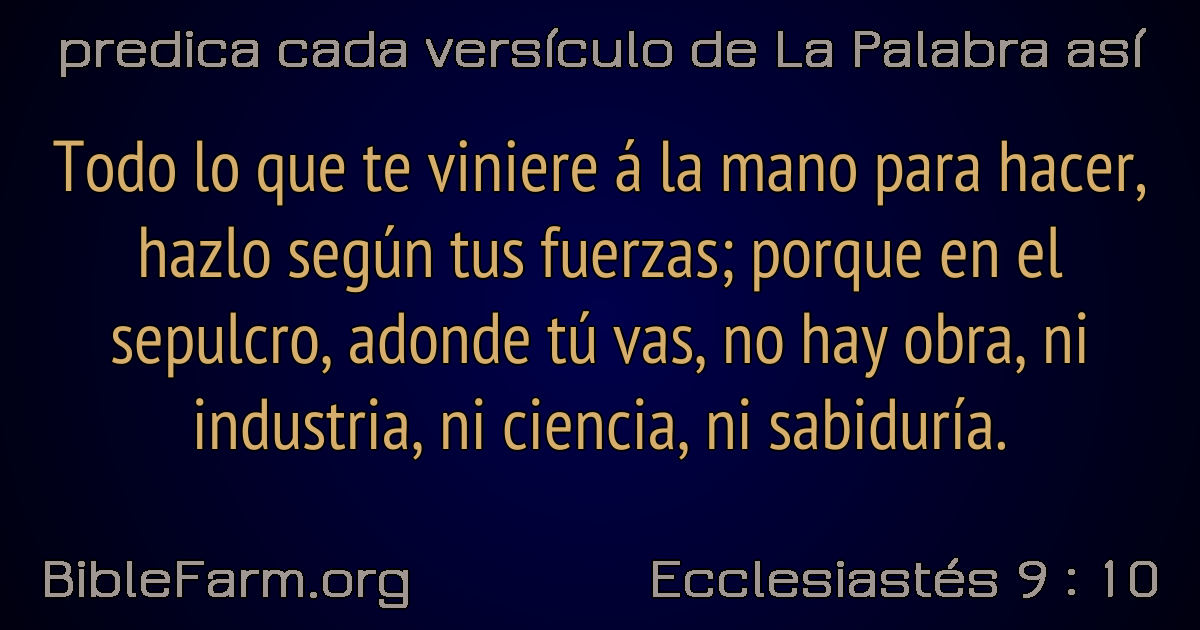 predica cada versículo de La Palabra así
Todo lo que te viniere á la mano para hacer,
hazlo según tus fuerzas; porque en el
sepulcro, adonde tú vas, no hay obra, ni
industria, ni ciencia, ni sabiduría.
BibleFarm.org
Ecclesiastés 9 : 10